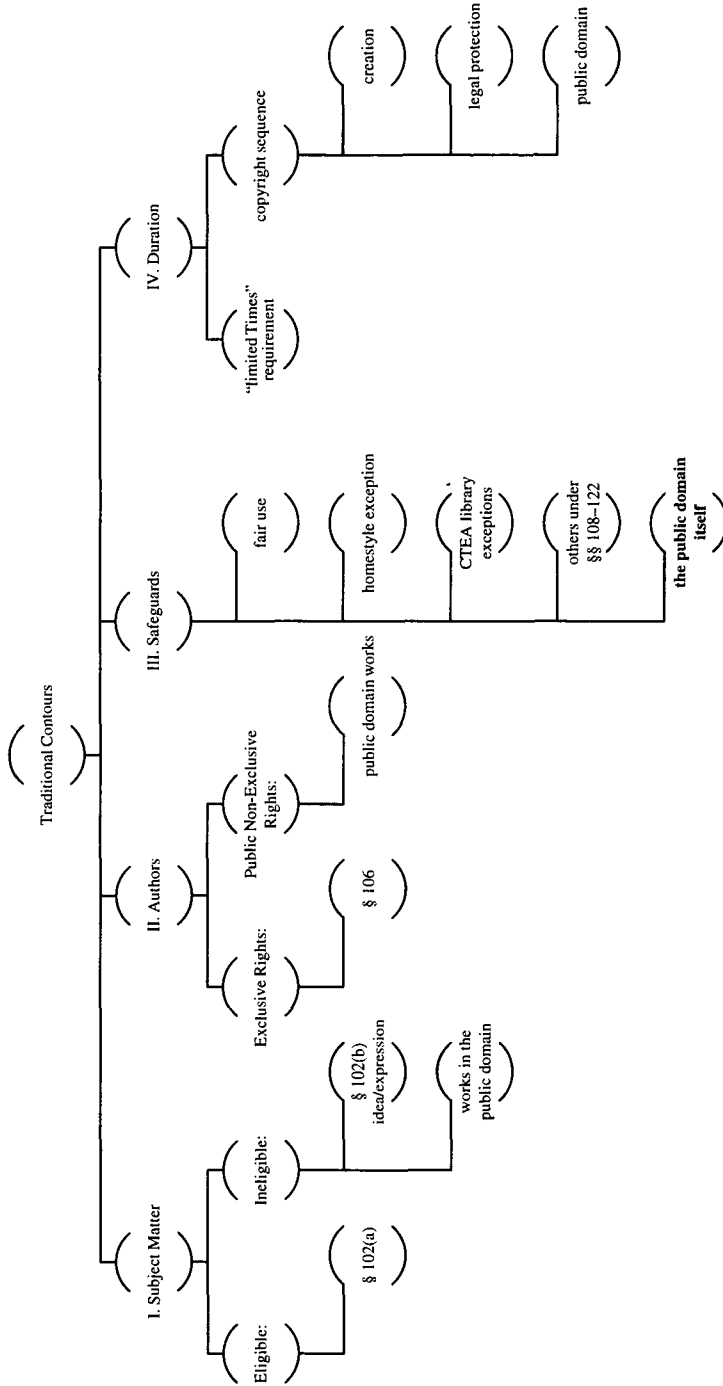 Traditional Contours
I. Subject Matter
Eligible:
§ 102(a)
Ineligible:
§ 102(b)
idea/expression
works in the
public domain
II. Authors
Exclusive Rights:
§ 106
Public Non-Exclusive
Rights:
public domain works
III. Safeguards
fair use
homestyle exception
CTEA library
exceptions
others under
§§ 108–122
the public domain
itself
IV. Duration
“limited Times”
requirement
copyright sequence
creation
legal protection
public domain